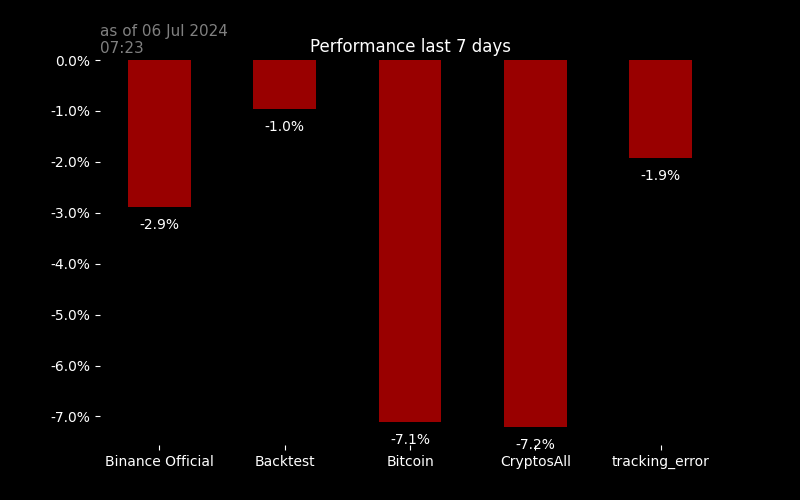 as of 06 Jul 2024
07:23
Performance last 7 days
0.0%
-1.0%
-2.0%
-3.0%
-4.0%
-5.0%
-6.0%
-7.0%
-2.9%
-1.0%
-7.1%
-7.2%
-1.9%
Binance Official
Backtest
Bitcoin
CryptosAll
tracking_error